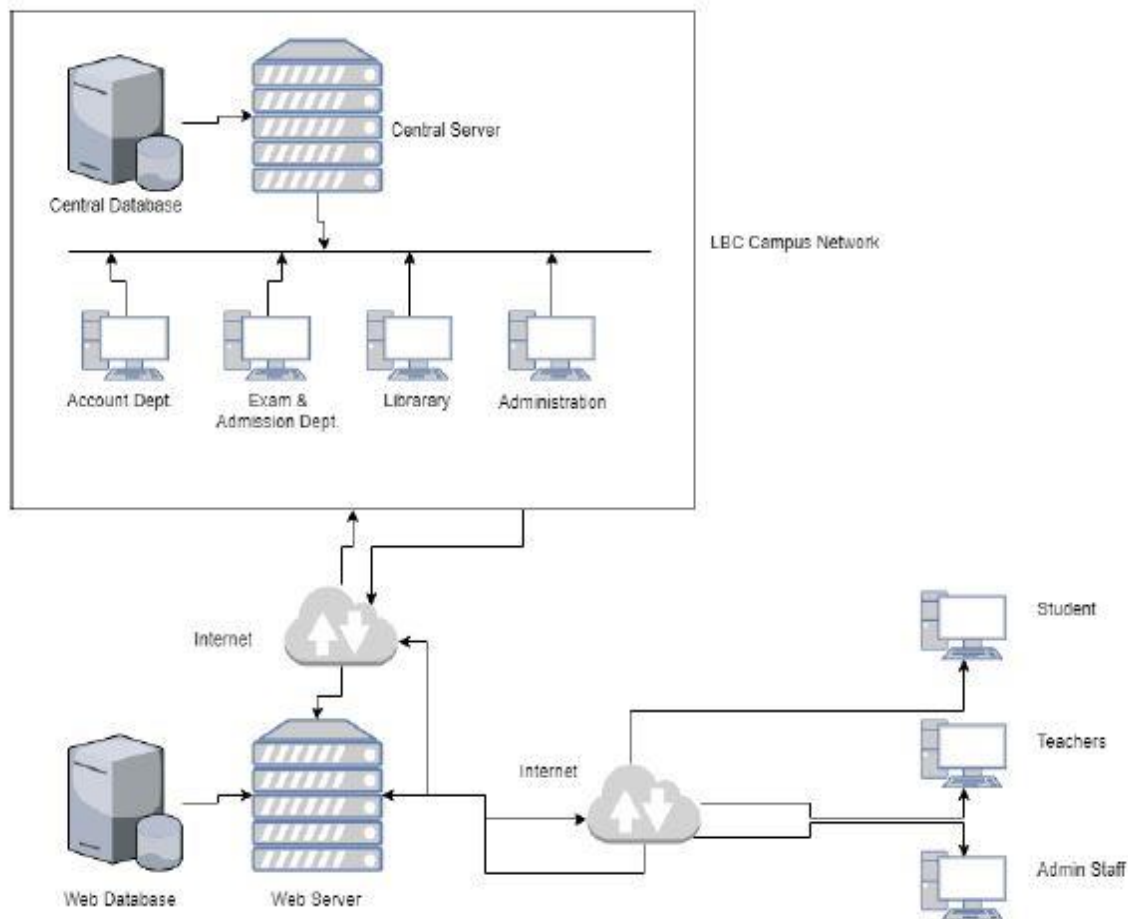 Central Server
Central Database
LBC Campus Network
Account Dept.
Exam &
Admission Dept.
Librarary
Administration
Internet
Student
Teachers
Internet
Admin Staff
Web Database
Web Server